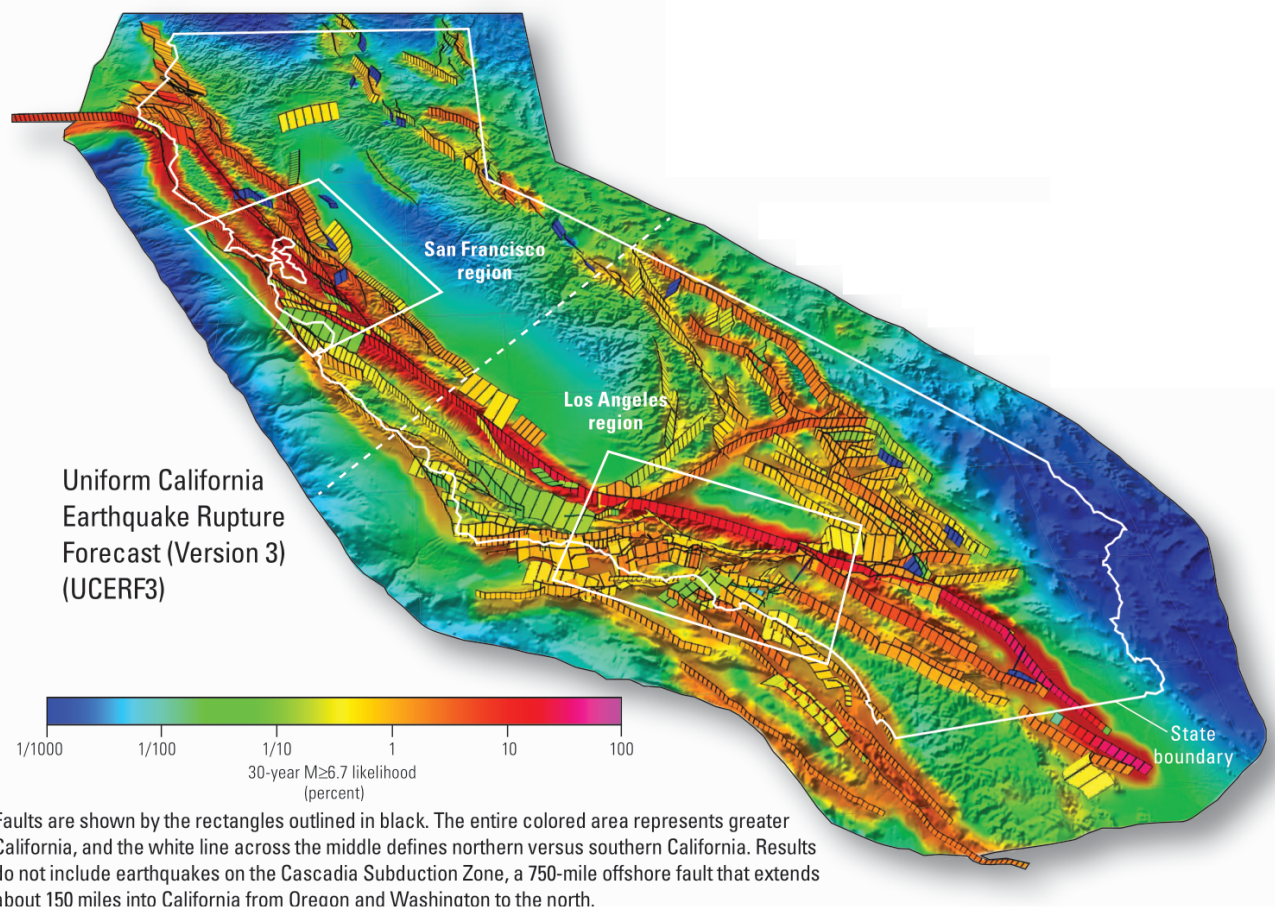 San Francisco
region
Los Angeles
region
Uniform California
Earthquake Rupture
Forecast (Version 3)
(UCERF3)
State
boundary
1/1000 1/100 1/10 1 10 100
30-year M≥6.7 likelihood
(percent)
Faults are shown by the rectangles outlined in black. The entire colored area represents greater
California, and the white line across the middle defines northern versus southern California. Results
do not include earthquakes on the Cascadia Subduction Zone, a 750-mile offshore fault that extends
about 150 miles into California from Oregon and Washington to the north.